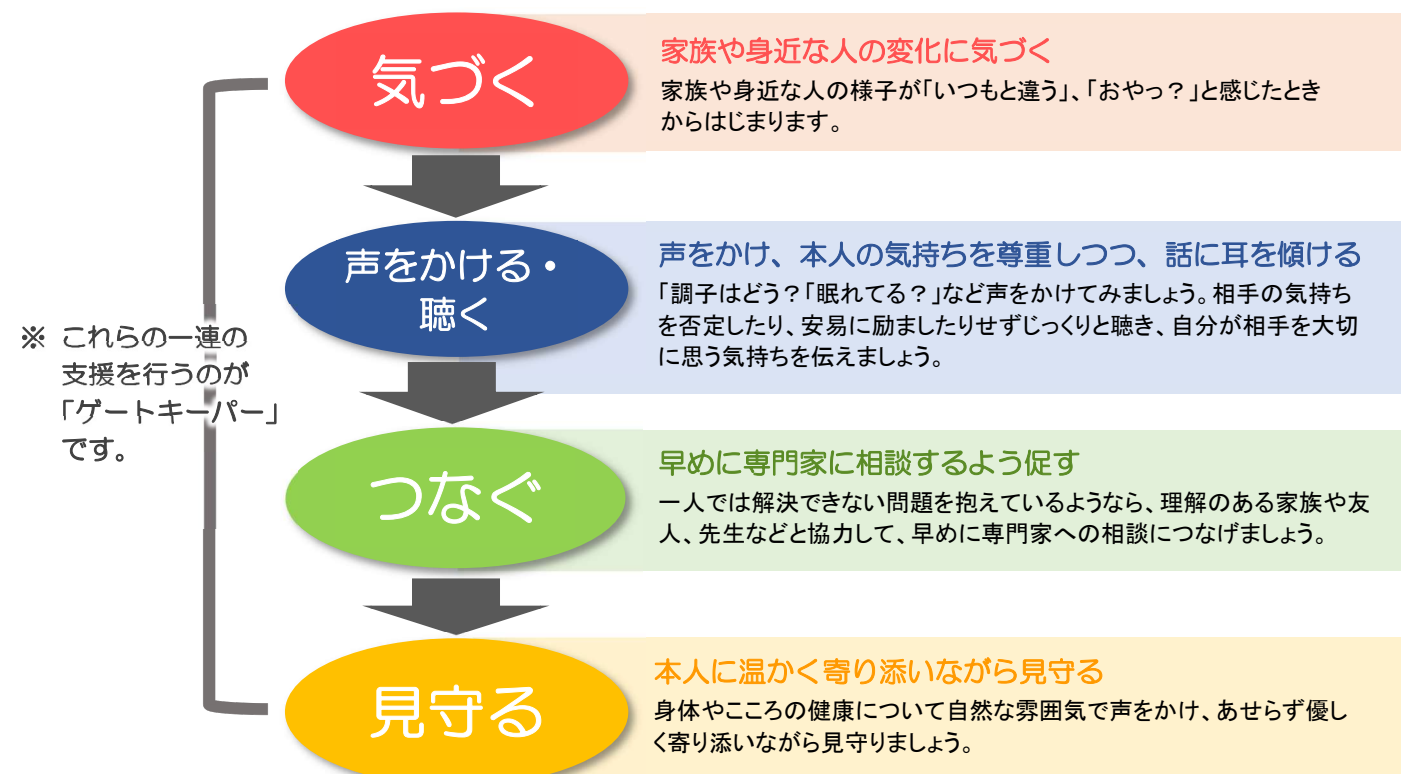 気づく
家族や身近な人の変化に気づく
家族や身近な人の様子が「いつもと違う」、「おやっ？」と感じたとき
からはじまります。
声をかける・
聴く
声をかけ、本人の気持ちを尊重しつつ、話に耳を傾ける
「調子はどう？「眠れてる？」など声をかけてみましょう。相手の気持ち
を否定したり、安易に励ましたりせずじっくりと聴き、自分が相手を大切
に思う気持ちを伝えましょう。
※ これらの一連の
支援を行うのが
「ゲートキーパー」
です。
つなぐ
早めに専門家に相談するよう促す
一人では解決できない問題を抱えているようなら、理解のある家族や友
人、先生などと協力して、早めに専門家への相談につなげましょう。
見守る
本人に温かく寄り添いながら見守る
身体やこころの健康について自然な雰囲気で声をかけ、あせらず優し
く寄り添いながら見守りましょう。